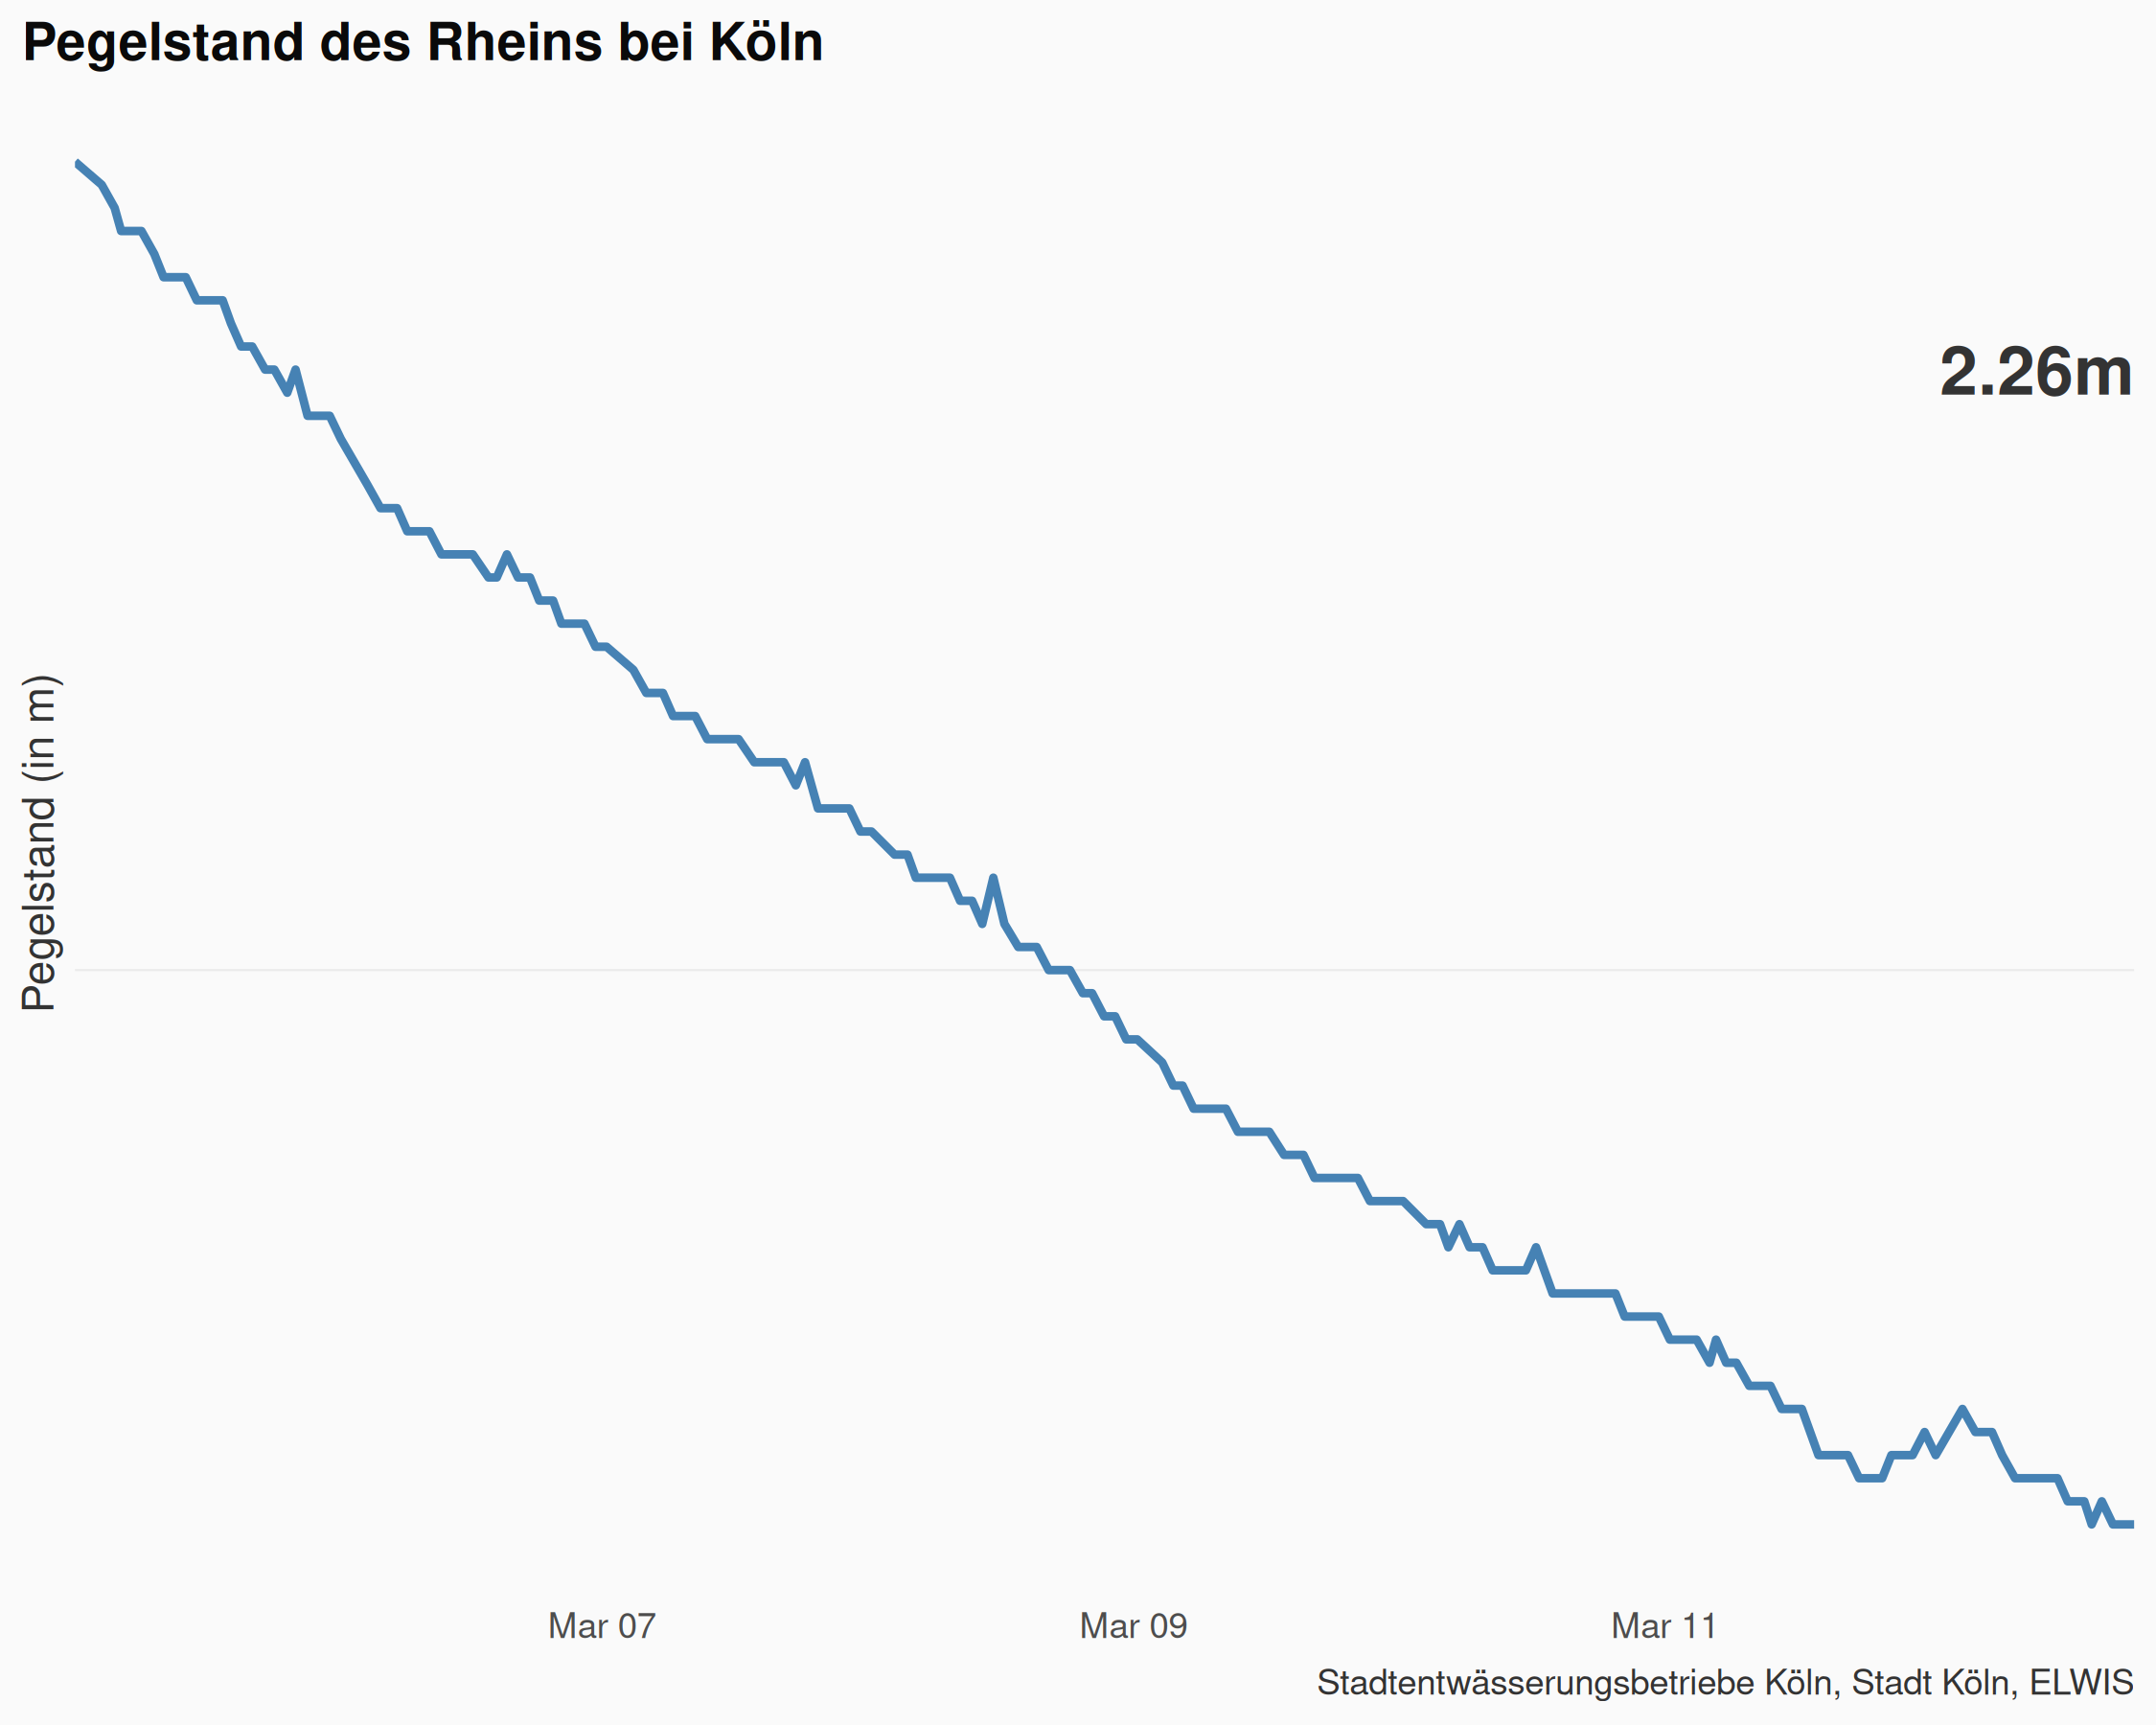 Pegelstand des Rheins bei Köln
2.26m
Pegelstand (in m)
Mar 07
Mar 09
Mar 11
Stadtentwässerungsbetriebe Köln, Stadt Köln, ELWIS